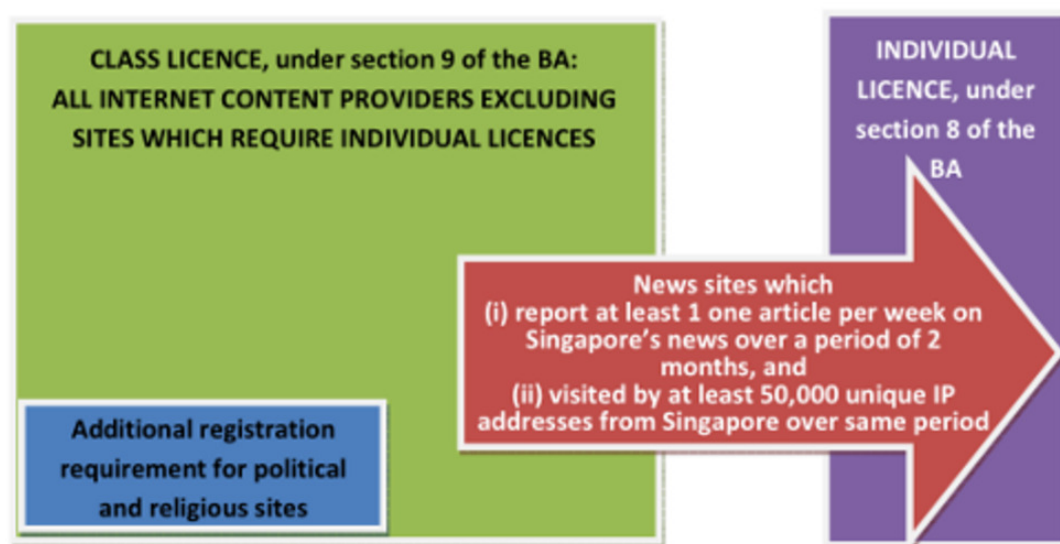 CLASS LICENCE, under section 9 of the BA:
ALL INTERNET CONTENT PROVIDERS EXCLUDING
SITES WHICH REQUIRE INDIVIDUAL LICENCES
INDIVIDUAL
LICENCE, under
section 8 of the
BA
News sites which
(i) report at least 1 one article per week on
Singapore's news over a period of 2
months, and
(ii) visited by at least 50,000 unique IP
addresses from Singapore over same period
Additional registration
requirement for political
and religious sites